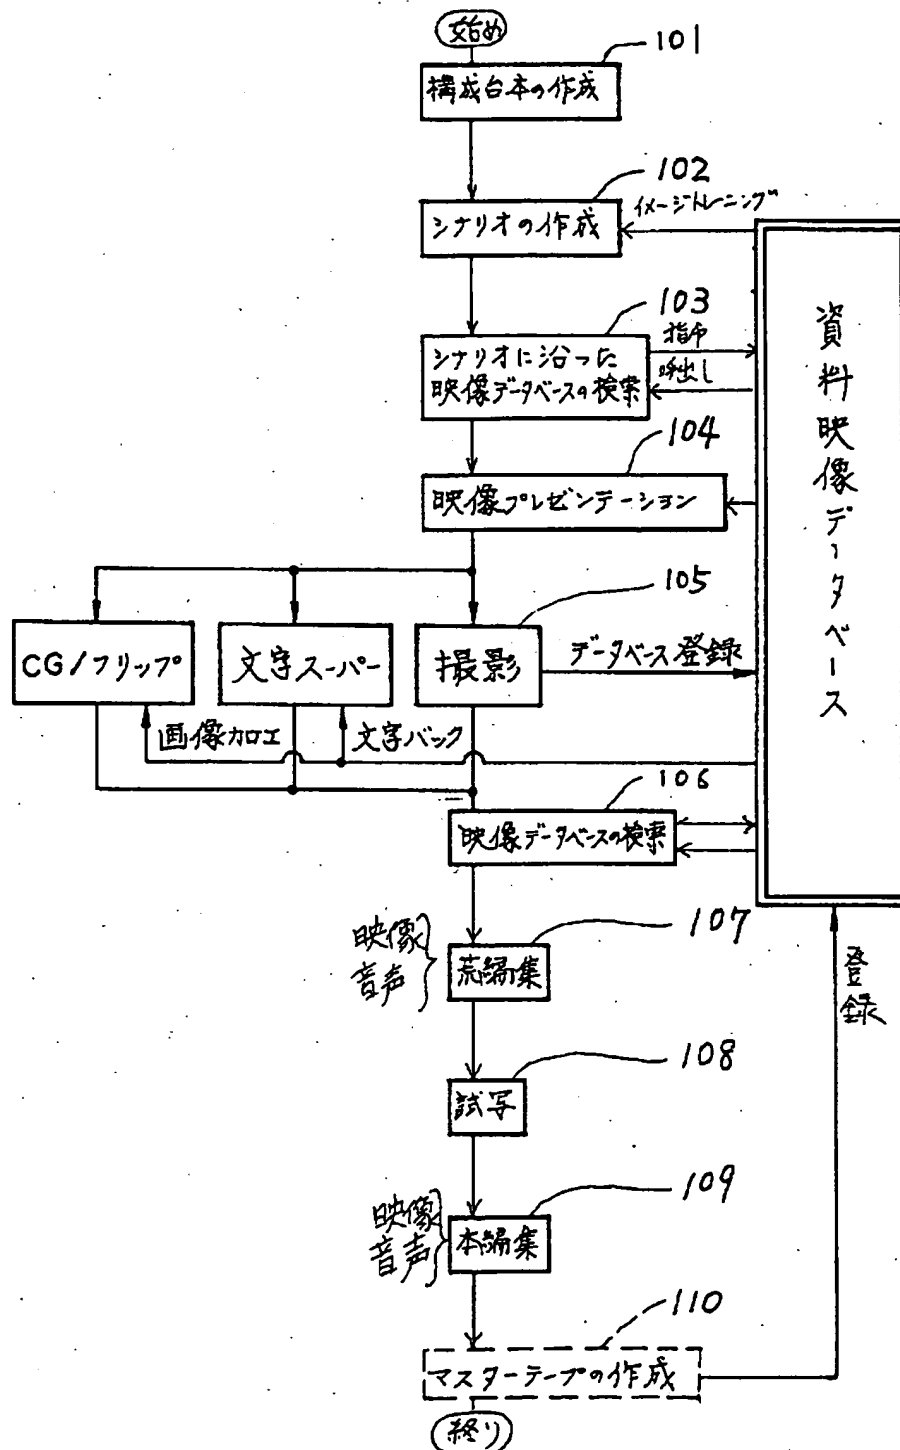 始め
101
構成台本の作成
102
イメージトレーニング
シナリオの作成
103
指示
シナリオに沿った
呼出し
映像データベースの検索
104
映像プレゼンテーション
資料映像データベース
105
CG/フリップ
文字スーパー
撮影
データベース登録
画像加工
文字バック
106
映像データベースの検索
107
映像
音声
荒編集
登録
108
試写
109
映像
音声
本編集
110
マスターテープの作成
終り